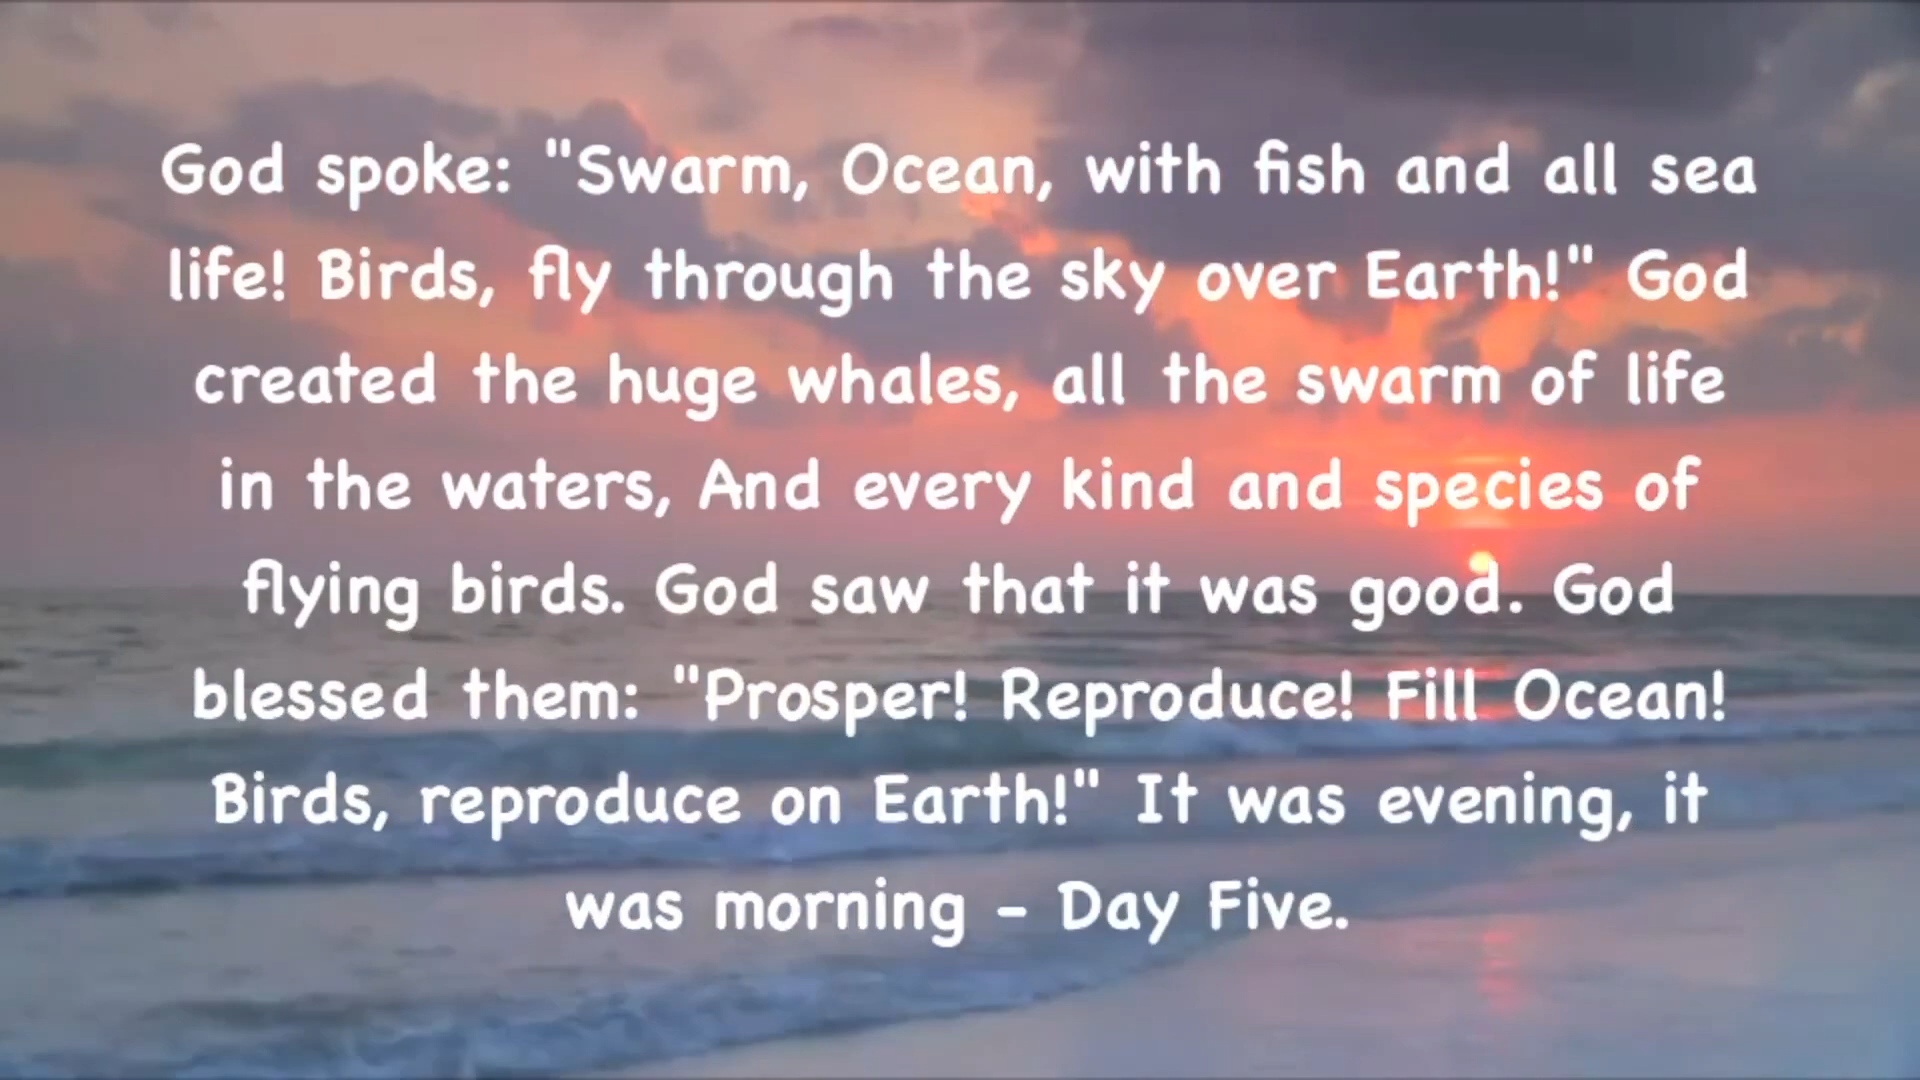 God spoke: "Swarm, Ocean, with fish and all sea
life! Birds, fly through the sky over Earth!" God
created the huge whales, all the swarm of life
in the waters, And every kind and species of
flying birds. God saw that it was good. God
blessed them: "Prosper! Reproduce! Fill Ocean!
Birds, reproduce on Earth!" It was evening, it
was morning - Day Five.